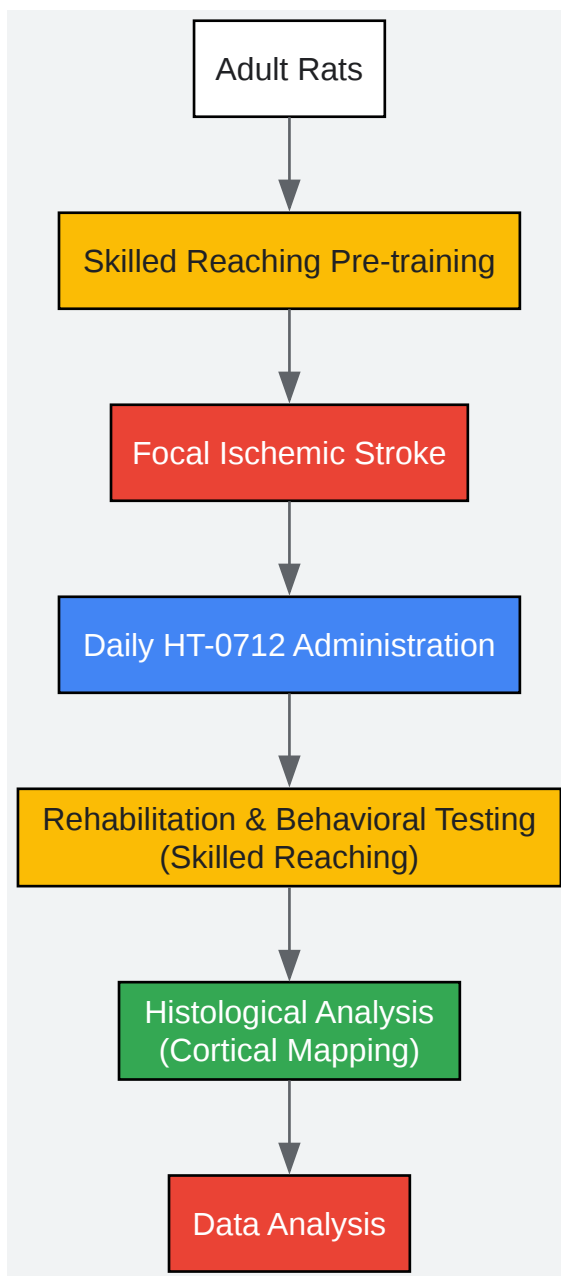 Adult Rats
Skilled Reaching Pre-training
Focal Ischemic Stroke
Daily HT-0712 Administration
Rehabilitation & Behavioral Testing
(Skilled Reaching)
Histological Analysis
(Cortical Mapping)
Data Analysis